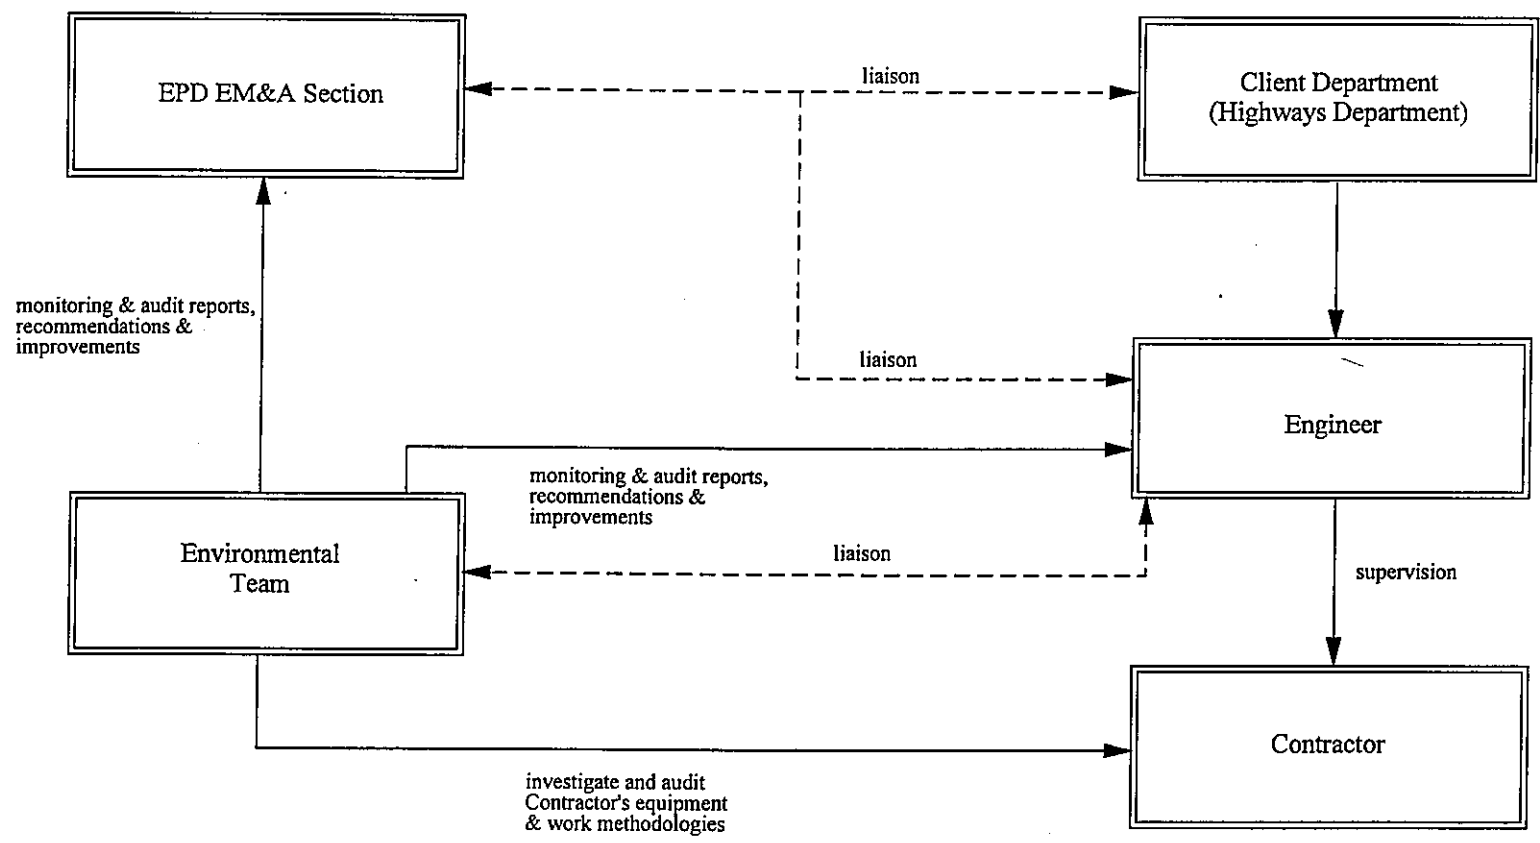 EPD EM&A Section
liaison
Client Department
(Highways Department)
monitoring & audit reports,
recommendations &
improvements
liaison
Engineer
monitoring & audit reports,
recommendations &
improvements
Environmental
Team
liaison
supervision
Contractor
investigate and audit
Contractor's equipment
& work methodologies